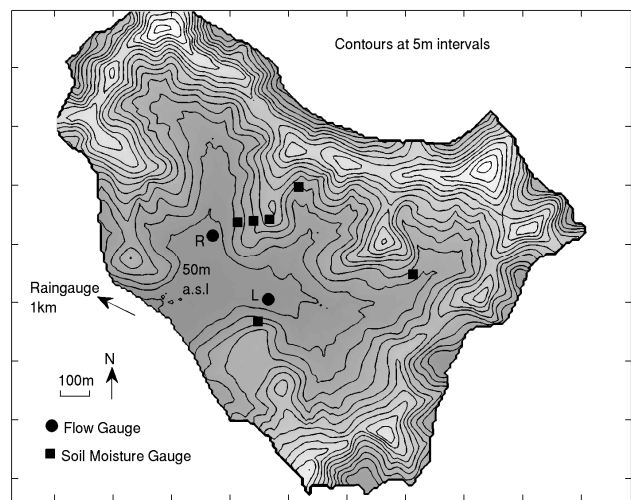 Contours at 5m intervals
R
50m
a.s.l
L
Raingauge
1km
N
100m
Flow Gauge
Soil Moisture Gauge